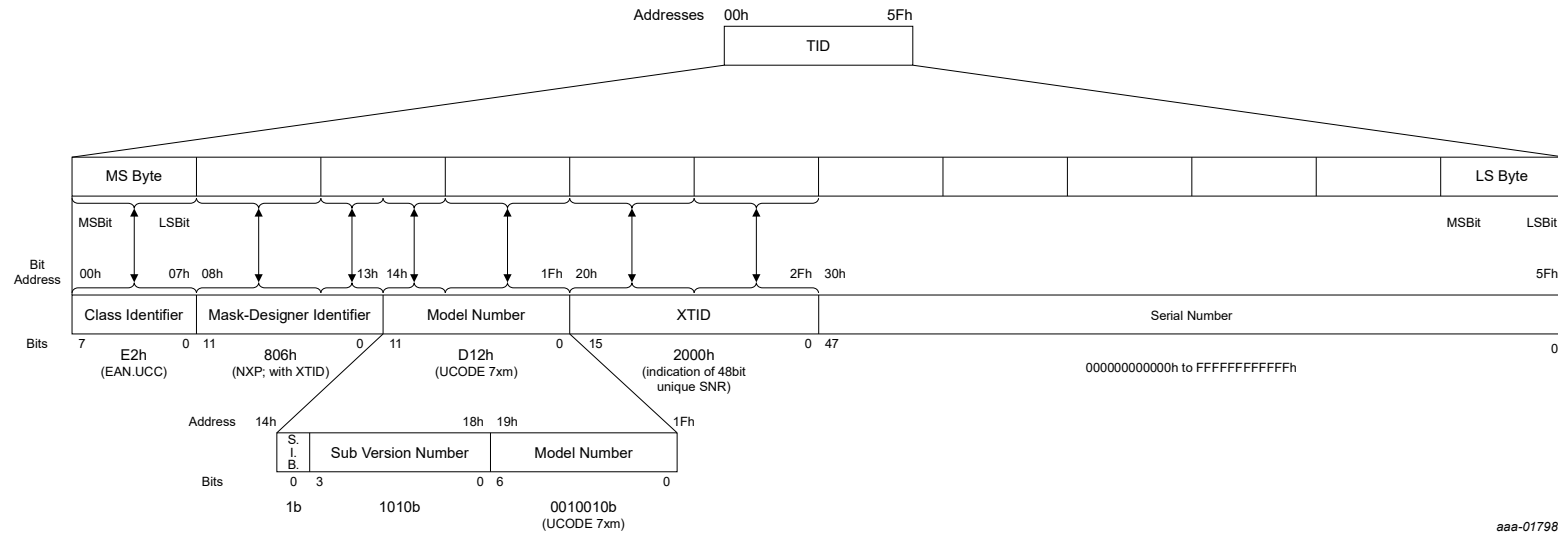 Addresses 00h 5Fh
TID
MS Byte LS Byte
MSBit LSBit MSBit LSBit
Bit
Address
00h 07h 08h 13h 14h 1Fh 20h 2Fh 30h 5Fh
Class Identifier Mask-Designer Identifier Model Number XTID Serial Number
Bits 7 0 11 0 11 0 15 0 47 0
E2h 806h D12h 2000h
(EAN.UCC) (NXP; with XTID) (UCODE 7xm) (indication of 48bit
unique SNR)
000000000000h to FFFFFFFFFFFFh
Address 14h 18h 19h 1Fh
S.
I.
B.
Sub Version Number Model Number
Bits 0 3 0 6 0
1b 1010b 0010010b
(UCODE 7xm)
aaa-01798